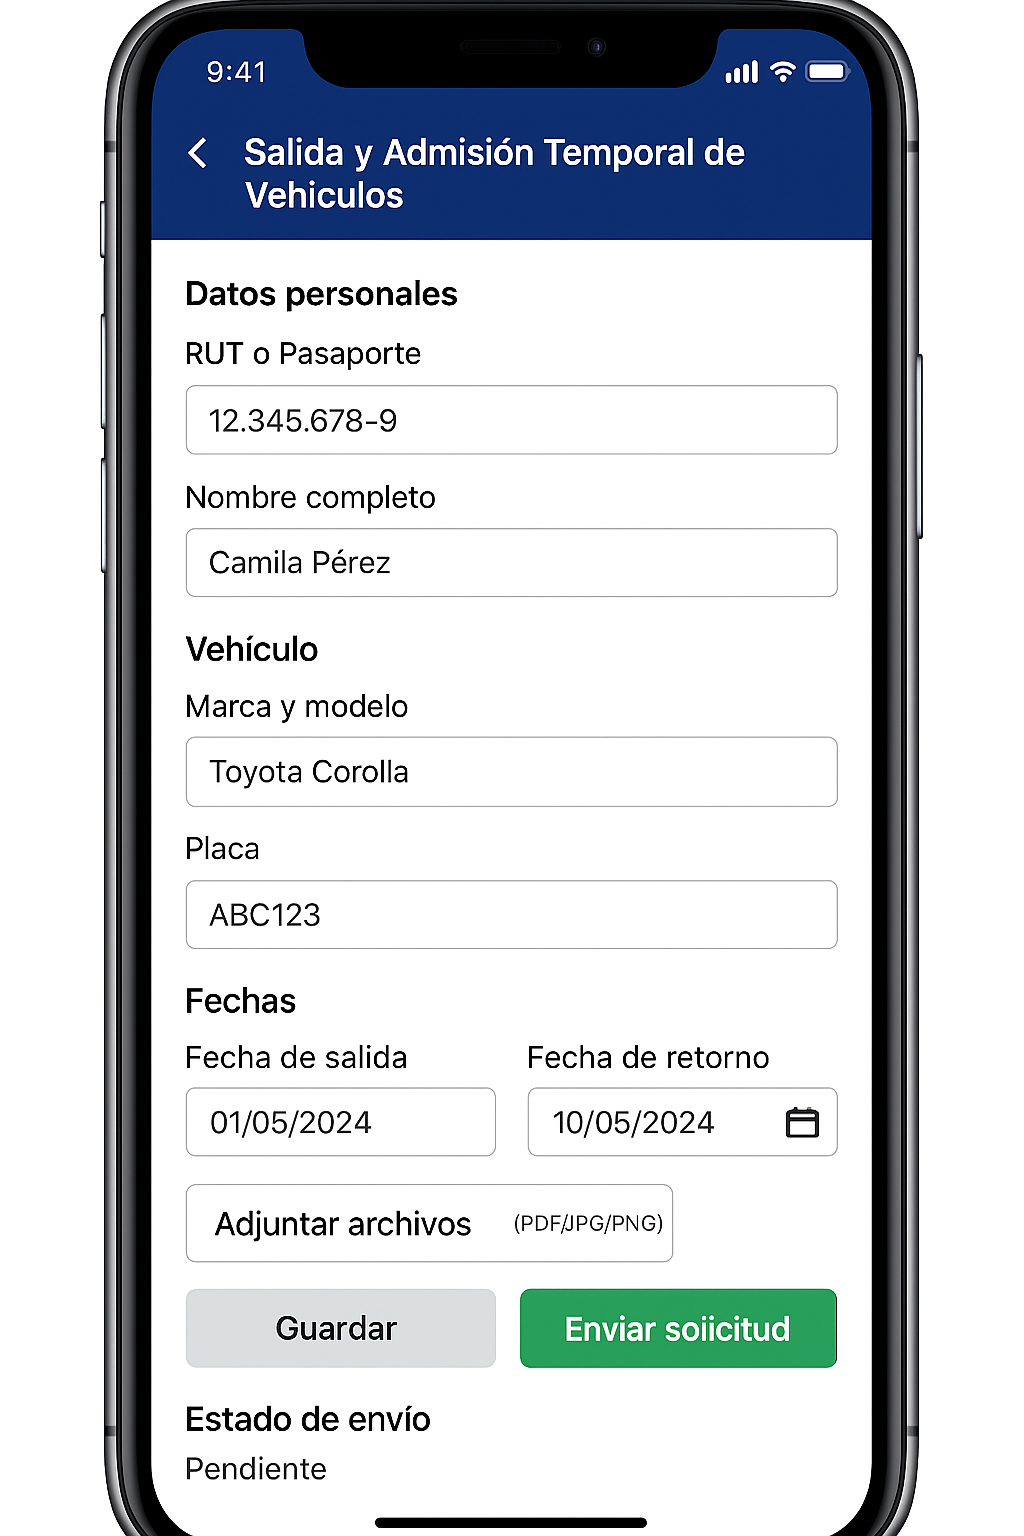 9:41
Salida y Admisión Temporal de
Vehiculos
Datos personales
RUT o Pasaporte
12.345.678-9
Nombre completo
Camila Pérez
Vehículo
Marca y modelo
Toyota Corolla
Placa
ABC123
Fechas
Fecha de salida Fecha de retorno
01/05/2024 10/05/2024
Adjuntar archivos (PDF/JPG/PNG)
Guardar Enviar soiicitud
Estado de envío
Pendiente